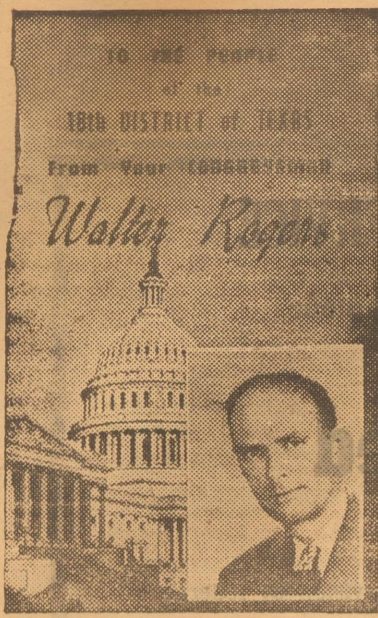 TO THE PEOPLE
of the
18th DISTRICT of TEXAS
From Your CONGRESSMAN
Walter Rogers